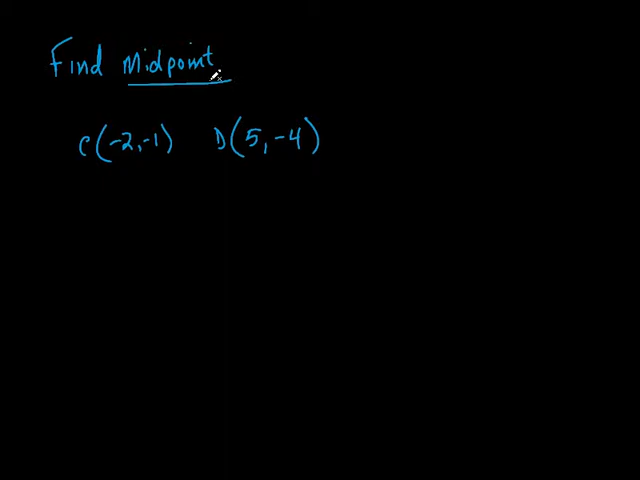 Find Midpoint
C(-2,-1) D(5,-4)